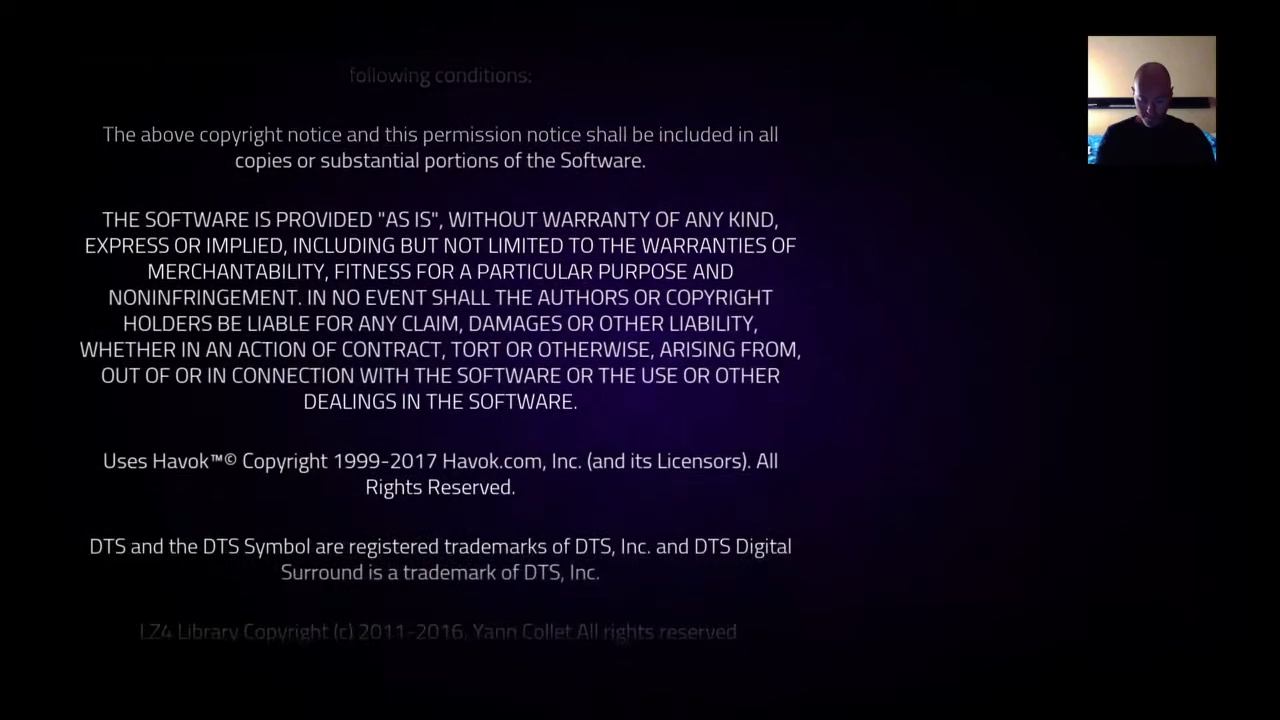 following conditions:
The above copyright notice and this permission notice shall be included in all
copies or substantial portions of the Software.
THE SOFTWARE IS PROVIDED "AS IS", WITHOUT WARRANTY OF ANY KIND,
EXPRESS OR IMPLIED, INCLUDING BUT NOT LIMITED TO THE WARRANTIES OF
MERCHANTABILITY, FITNESS FOR A PARTICULAR PURPOSE AND
NONINFRINGEMENT. IN NO EVENT SHALL THE AUTHORS OR COPYRIGHT
HOLDERS BE LIABLE FOR ANY CLAIM, DAMAGES OR OTHER LIABILITY,
WHETHER IN AN ACTION OF CONTRACT, TORT OR OTHERWISE, ARISING FROM,
OUT OF OR IN CONNECTION WITH THE SOFTWARE OR THE USE OR OTHER
DEALINGS IN THE SOFTWARE.
Uses Havok™© Copyright 1999-2017 Havok.com, Inc. (and its Licensors). All
Rights Reserved.
DTS and the DTS Symbol are registered trademarks of DTS, Inc. and DTS Digital
Surround is a trademark of DTS, Inc.
LZ4 Library Copyright (c) 2011-2016, Yann Collet All rights reserved